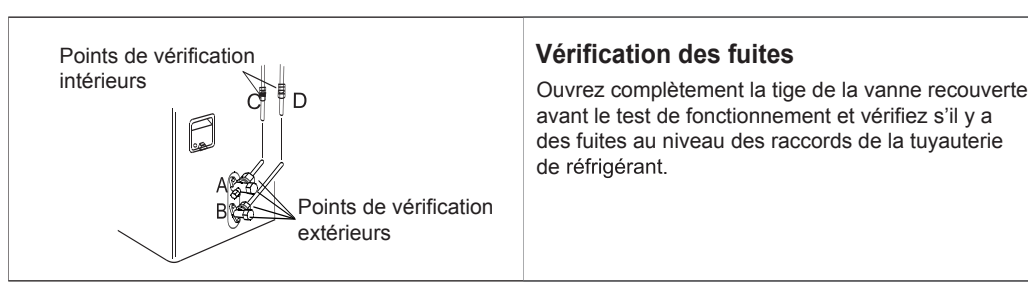 Points de vérification
intérieurs
C
D
A
B
Points de vérification
extérieurs
Vérification des fuites
Ouvrez complètement la tige de la vanne recouverte
avant le test de fonctionnement et vérifiez s'il y a
des fuites au niveau des raccords de la tuyauterie
de réfrigérant.